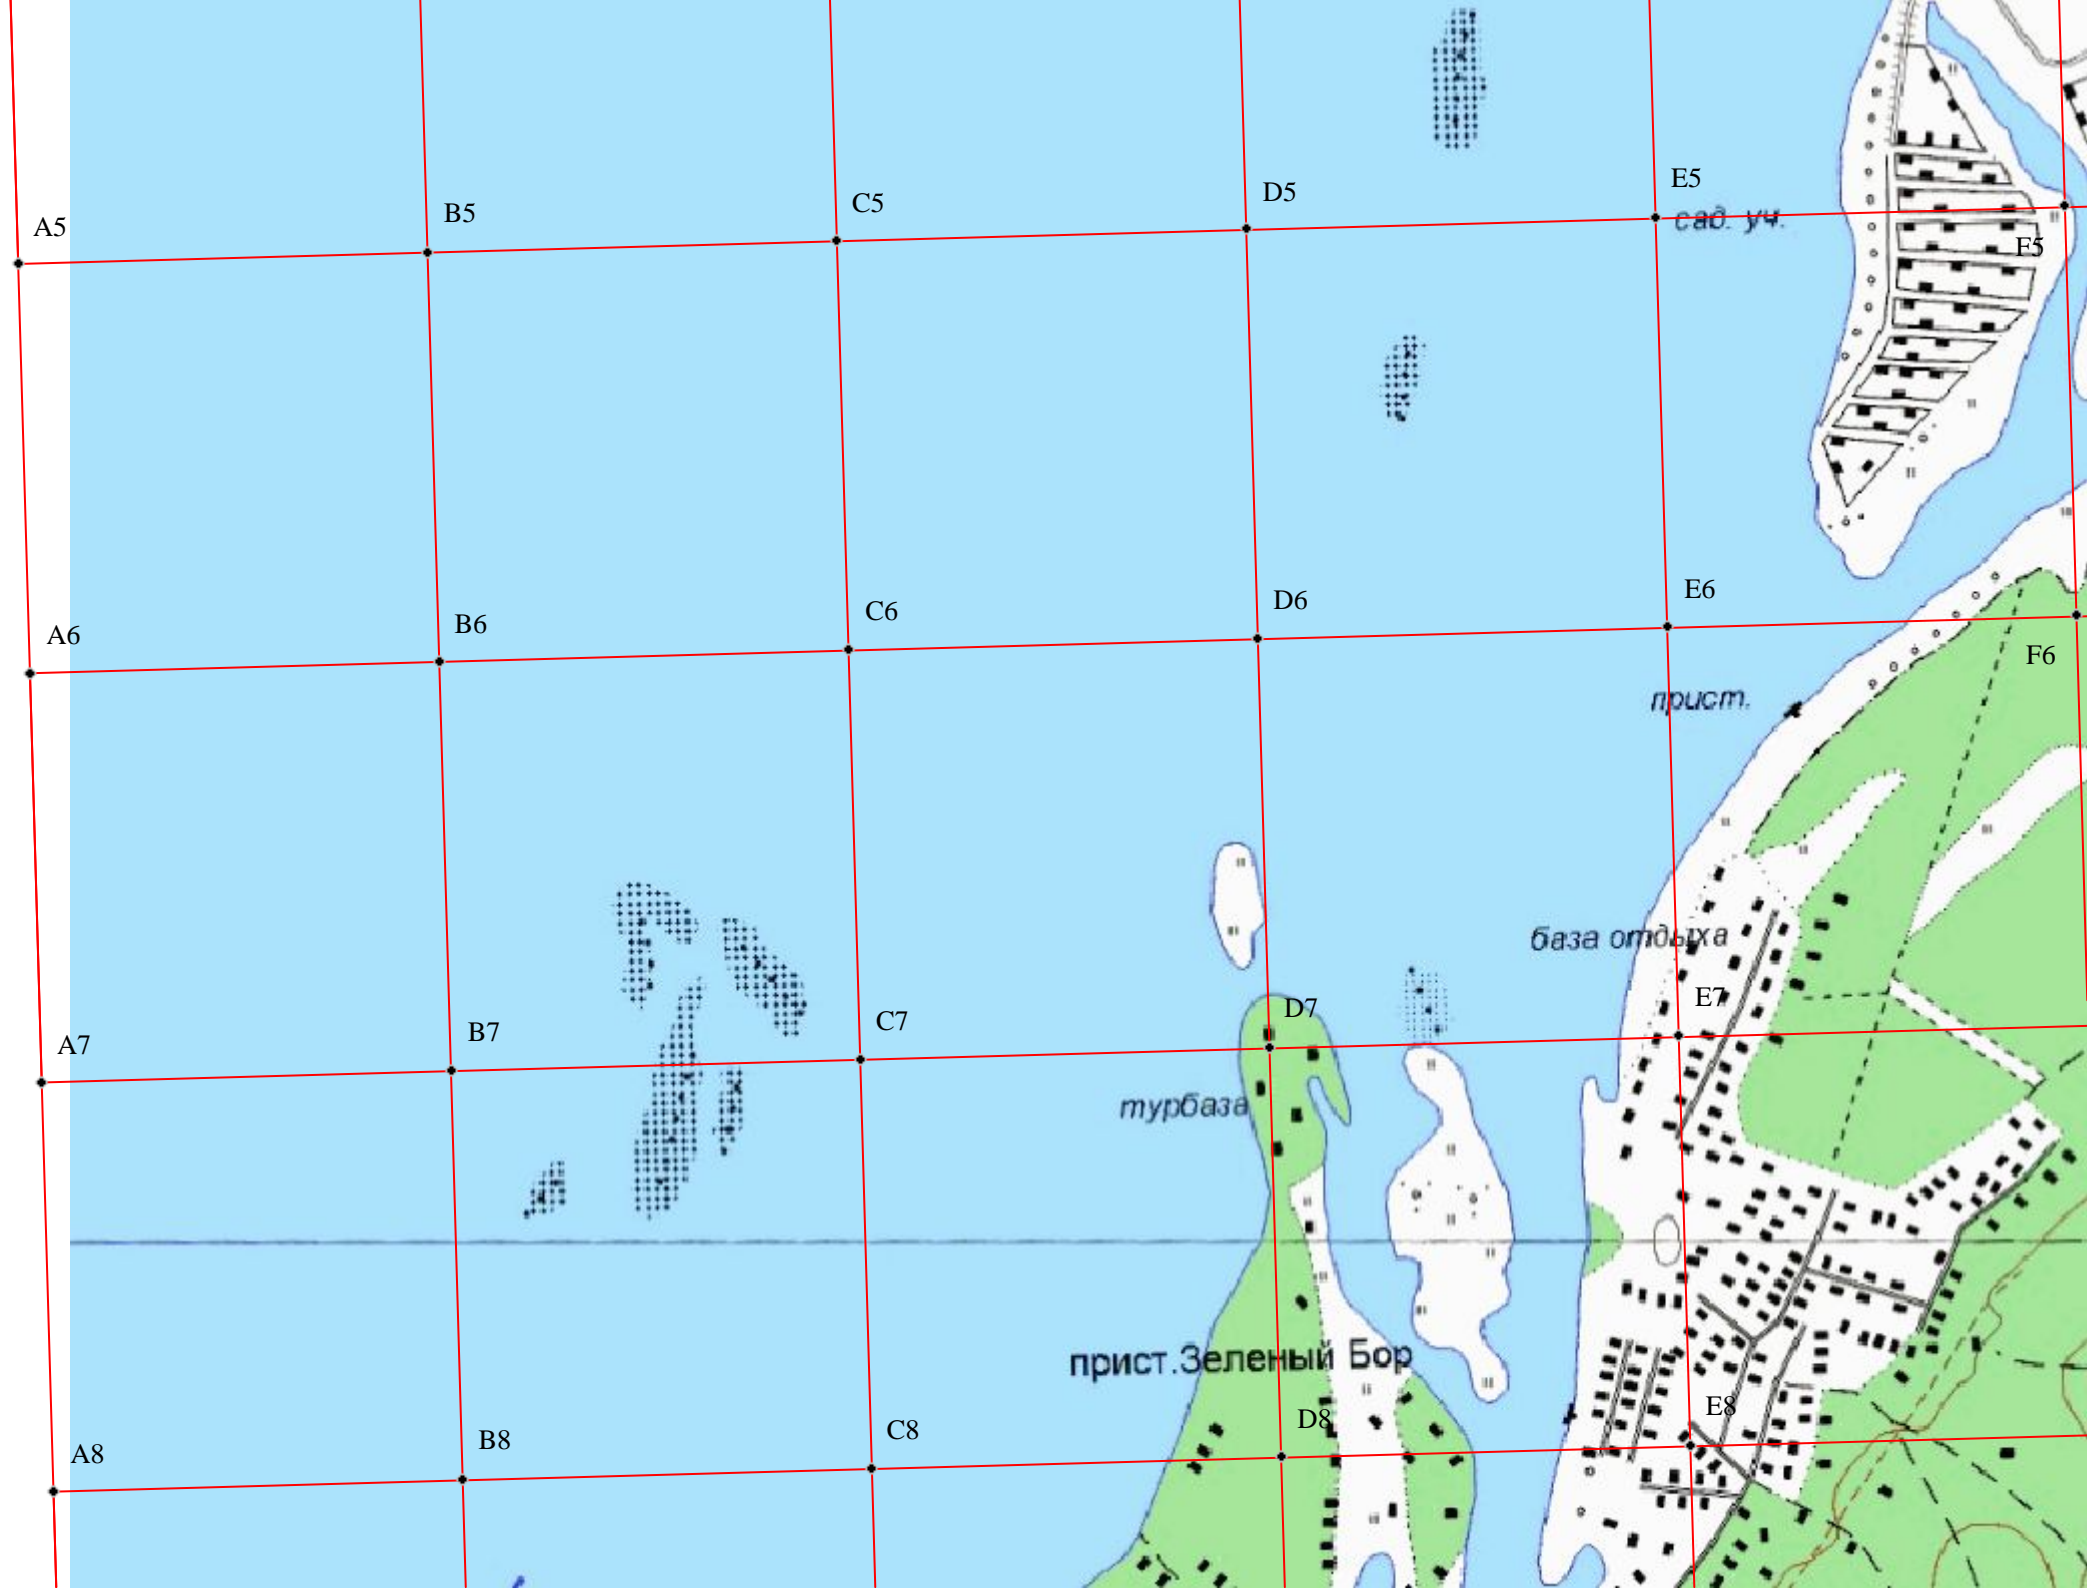 E5
D5
C5
B5
A5
сад. уч.
F5
E6
D6
C6
B6
A6
F6
прист.
база отдыха
E7
D7
C7
B7
A7
турбаза
прист.Зеленый Бор
E8
D8
C8
B8
A8